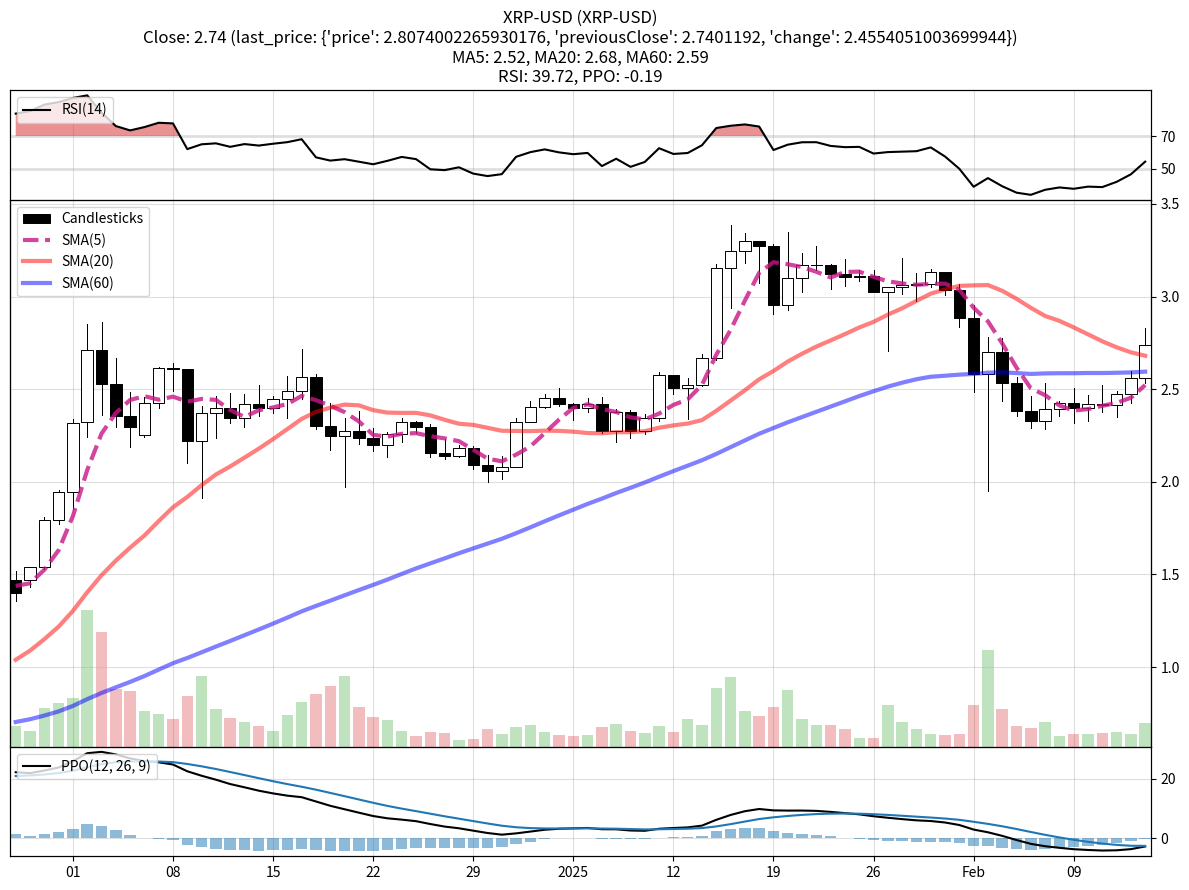 XRP-USD (XRP-USD)
Close: 2.74 (last_price: {'price': 2.8074002265930176, 'previousClose': 2.7401192, 'change': 2.4554051003699944})
MA5: 2.52, MA20: 2.68, MA60: 2.59
RSI: 39.72, PPO: -0.19
RSI(14)
70
50
Candlesticks
SMA(5)
SMA(20)
SMA(60)
3.5
3.0
2.5
2.0
1.5
1.0
PPO(12, 26, 9)
20
0
01 08 15 22 29 2025 12 19 26 Feb 09